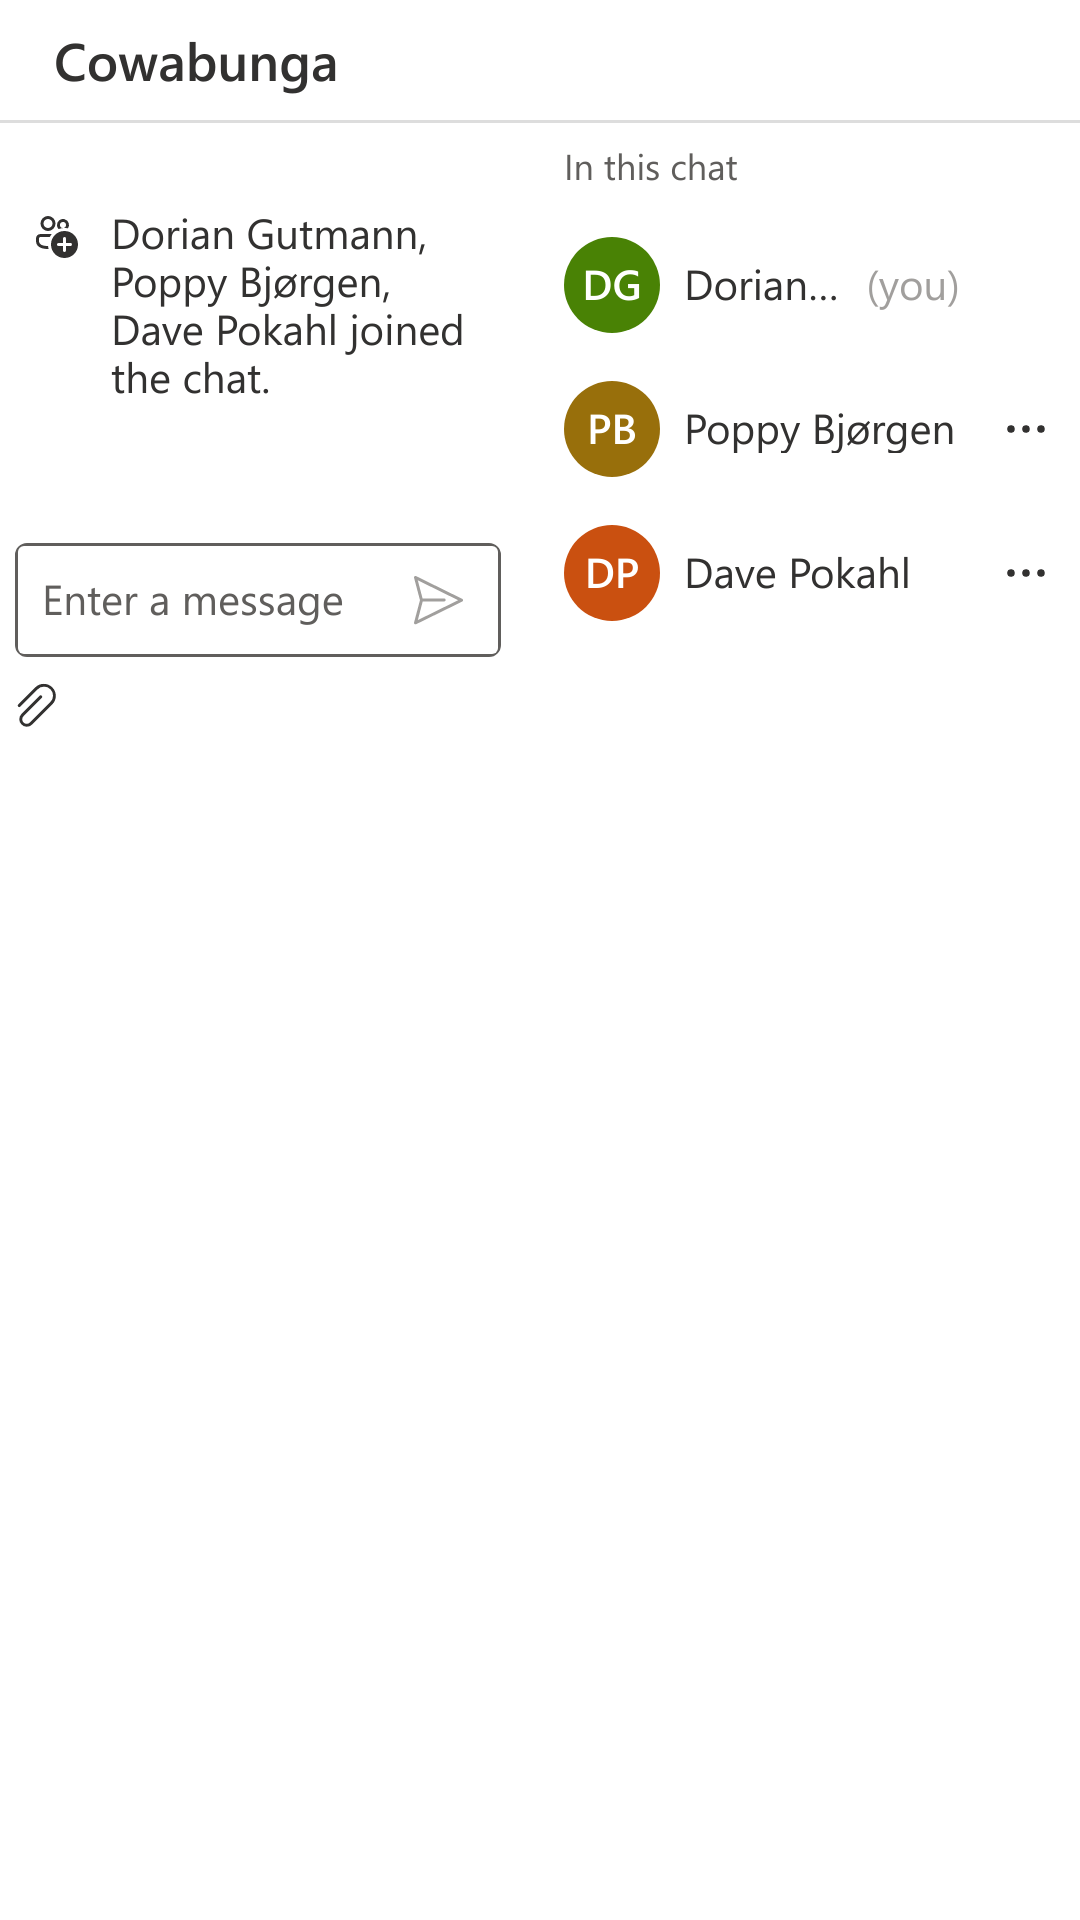 Cowabunga
Dorian Gutmann,
Poppy Bjørgen,
Dave Pokahl joined
the chat.
Enter a message
In this chat
DG Dorian... (you)
PB Poppy Bjørgen
DP Dave Pokahl